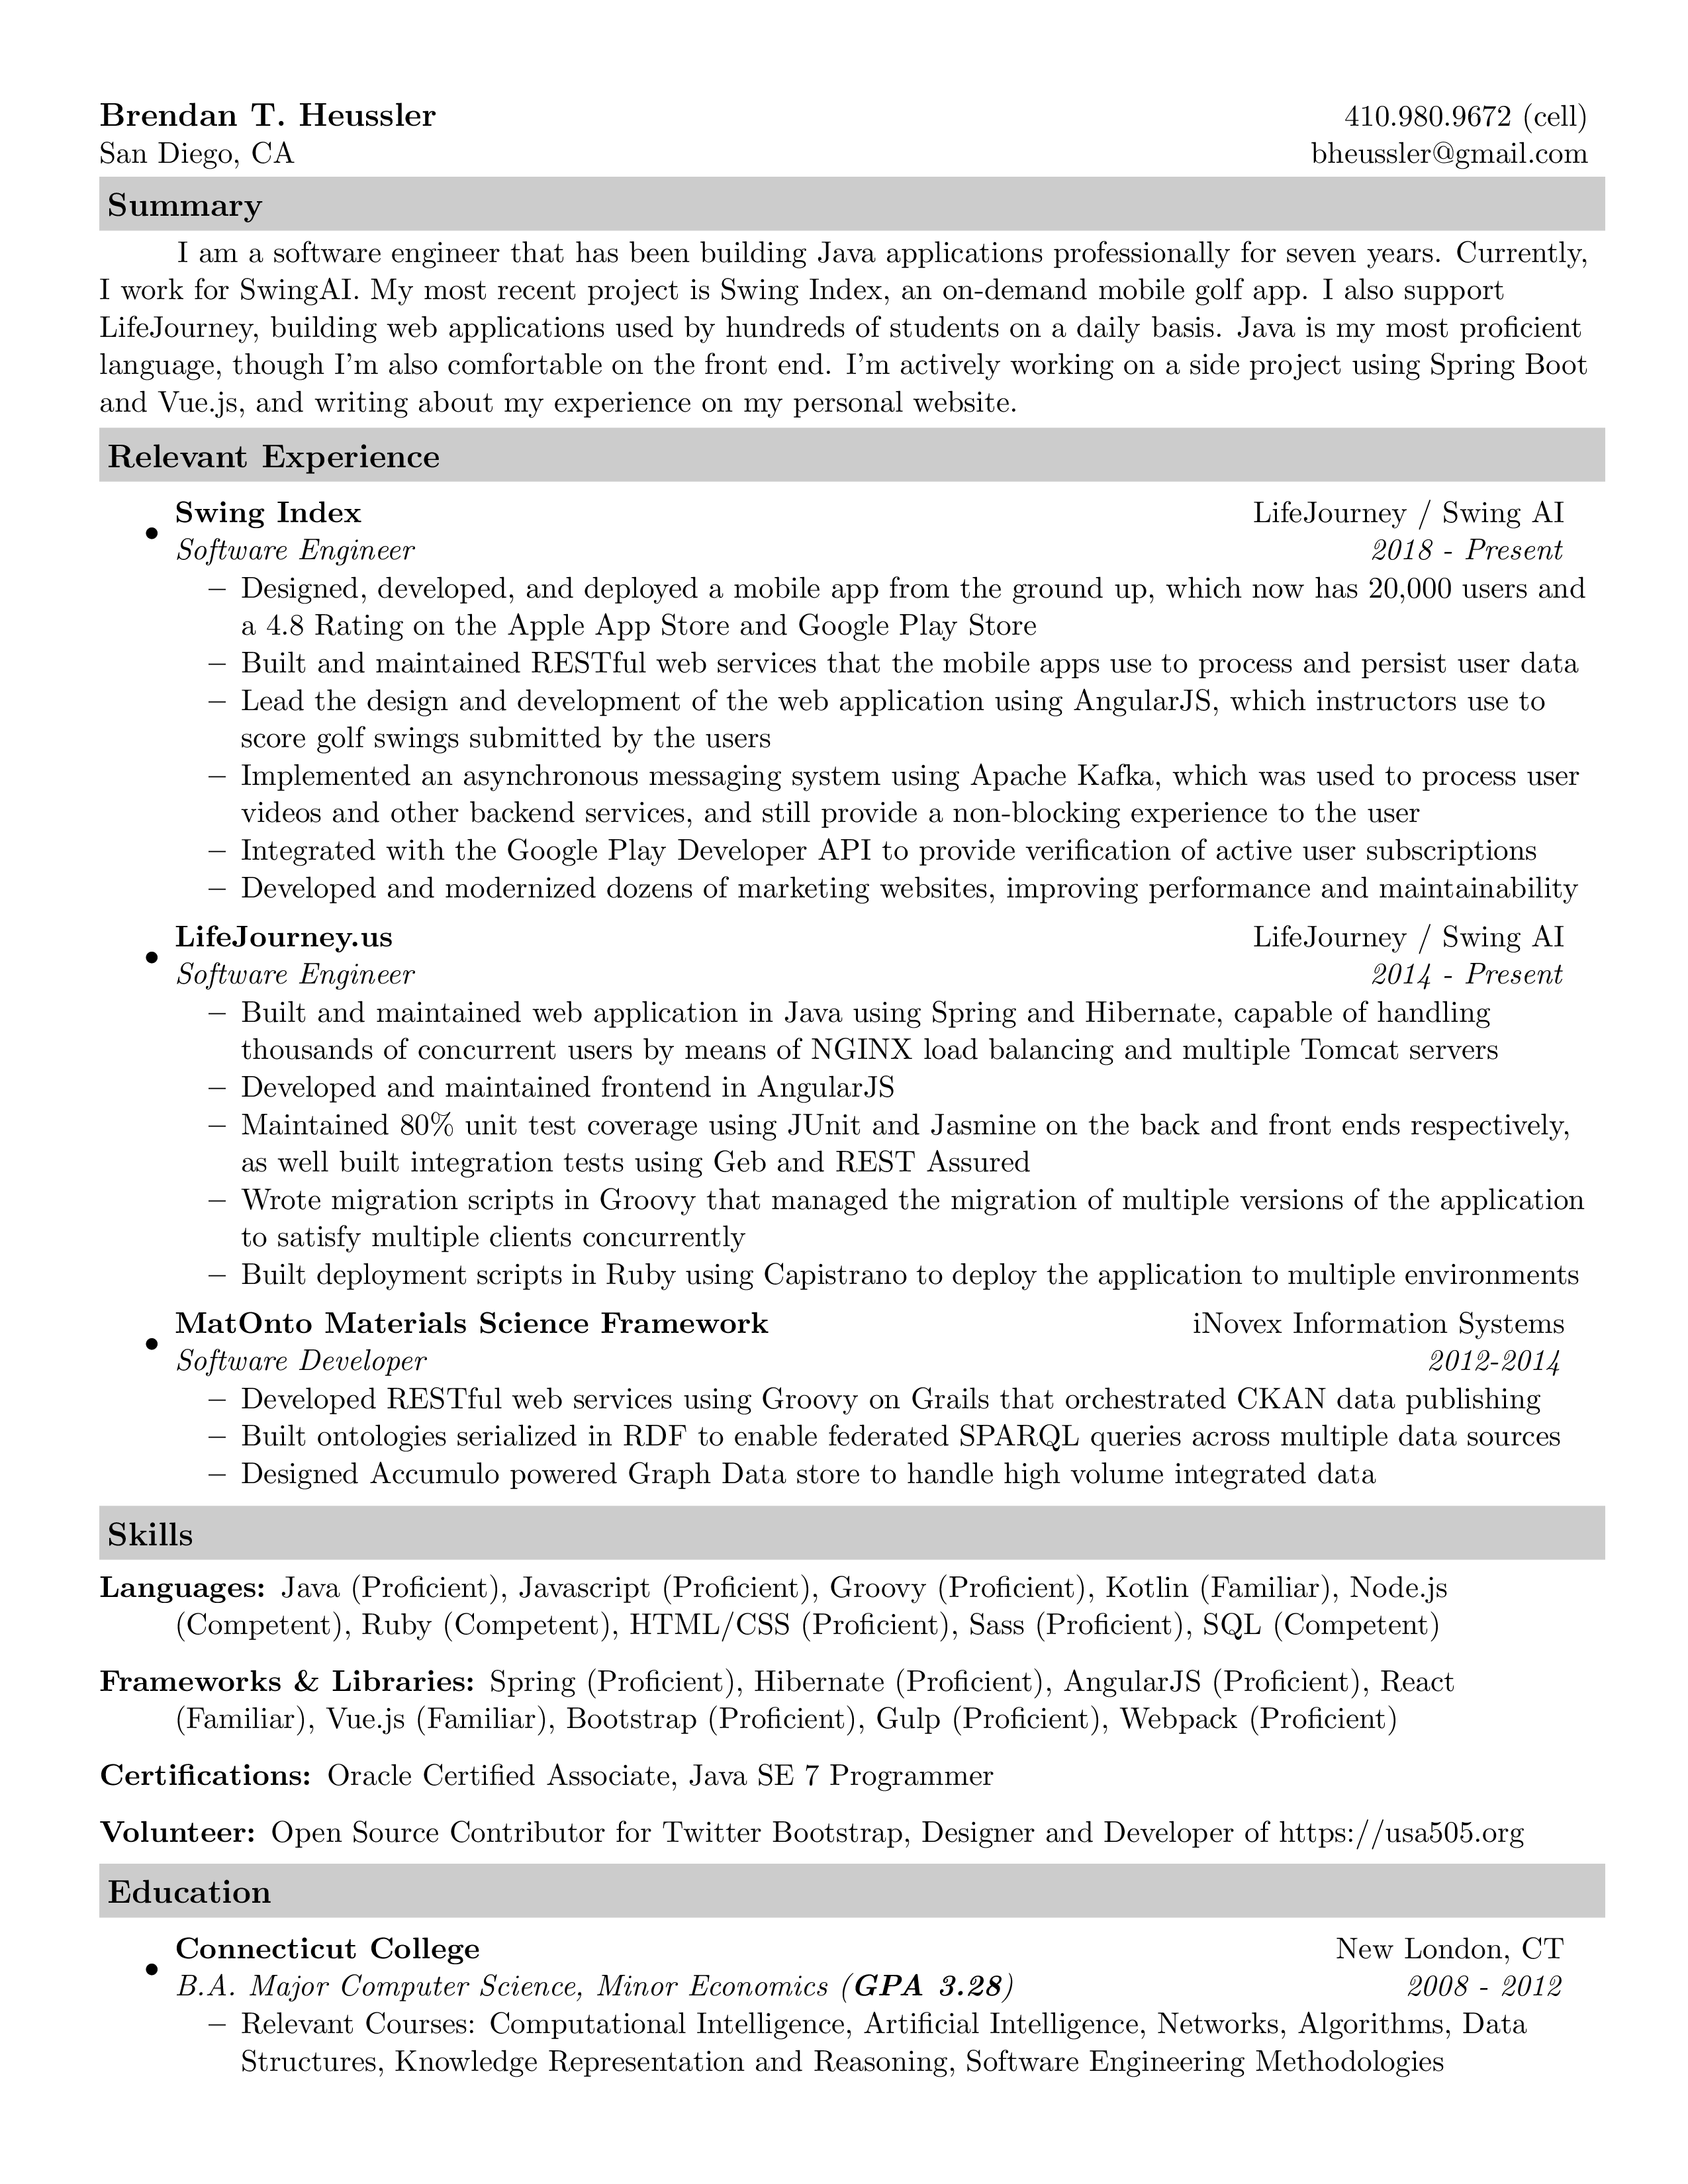 Brendan T. Heussler 410.980.9672 (cell)
San Diego, CA bheussler@gmail.com
Summary
I am a software engineer that has been building Java applications professionally for seven years. Currently,
I work for SwingAI. My most recent project is Swing Index, an on-demand mobile golf app. I also support
LifeJourney, building web applications used by hundreds of students on a daily basis. Java is my most proficient
language, though I'm also comfortable on the front end. I'm actively working on a side project using Spring Boot
and Vue.js, and writing about my experience on my personal website.
Relevant Experience
• Swing Index LifeJourney / Swing AI
Software Engineer 2018 - Present
– Designed, developed, and deployed a mobile app from the ground up, which now has 20,000 users and
a 4.8 Rating on the Apple App Store and Google Play Store
– Built and maintained RESTful web services that the mobile apps use to process and persist user data
– Lead the design and development of the web application using AngularJS, which instructors use to
score golf swings submitted by the users
– Implemented an asynchronous messaging system using Apache Kafka, which was used to process user
videos and other backend services, and still provide a non-blocking experience to the user
– Integrated with the Google Play Developer API to provide verification of active user subscriptions
– Developed and modernized dozens of marketing websites, improving performance and maintainability
• LifeJourney.us LifeJourney / Swing AI
Software Engineer 2014 - Present
– Built and maintained web application in Java using Spring and Hibernate, capable of handling
thousands of concurrent users by means of NGINX load balancing and multiple Tomcat servers
– Developed and maintained frontend in AngularJS
– Maintained 80% unit test coverage using JUnit and Jasmine on the back and front ends respectively,
as well built integration tests using Geb and REST Assured
– Wrote migration scripts in Groovy that managed the migration of multiple versions of the application
to satisfy multiple clients concurrently
– Built deployment scripts in Ruby using Capistrano to deploy the application to multiple environments
• MatOnto Materials Science Framework iNovex Information Systems
Software Developer 2012-2014
– Developed RESTful web services using Groovy on Grails that orchestrated CKAN data publishing
– Built ontologies serialized in RDF to enable federated SPARQL queries across multiple data sources
– Designed Accumulo powered Graph Data store to handle high volume integrated data
Skills
Languages: Java (Proficient), Javascript (Proficient), Groovy (Proficient), Kotlin (Familiar), Node.js
(Competent), Ruby (Competent), HTML/CSS (Proficient), Sass (Proficient), SQL (Competent)
Frameworks & Libraries: Spring (Proficient), Hibernate (Proficient), AngularJS (Proficient), React
(Familiar), Vue.js (Familiar), Bootstrap (Proficient), Gulp (Proficient), Webpack (Proficient)
Certifications: Oracle Certified Associate, Java SE 7 Programmer
Volunteer: Open Source Contributor for Twitter Bootstrap, Designer and Developer of https://usa505.org
Education
• Connecticut College New London, CT
B.A. Major Computer Science, Minor Economics (GPA 3.28) 2008 - 2012
– Relevant Courses: Computational Intelligence, Artificial Intelligence, Networks, Algorithms, Data
Structures, Knowledge Representation and Reasoning, Software Engineering Methodologies